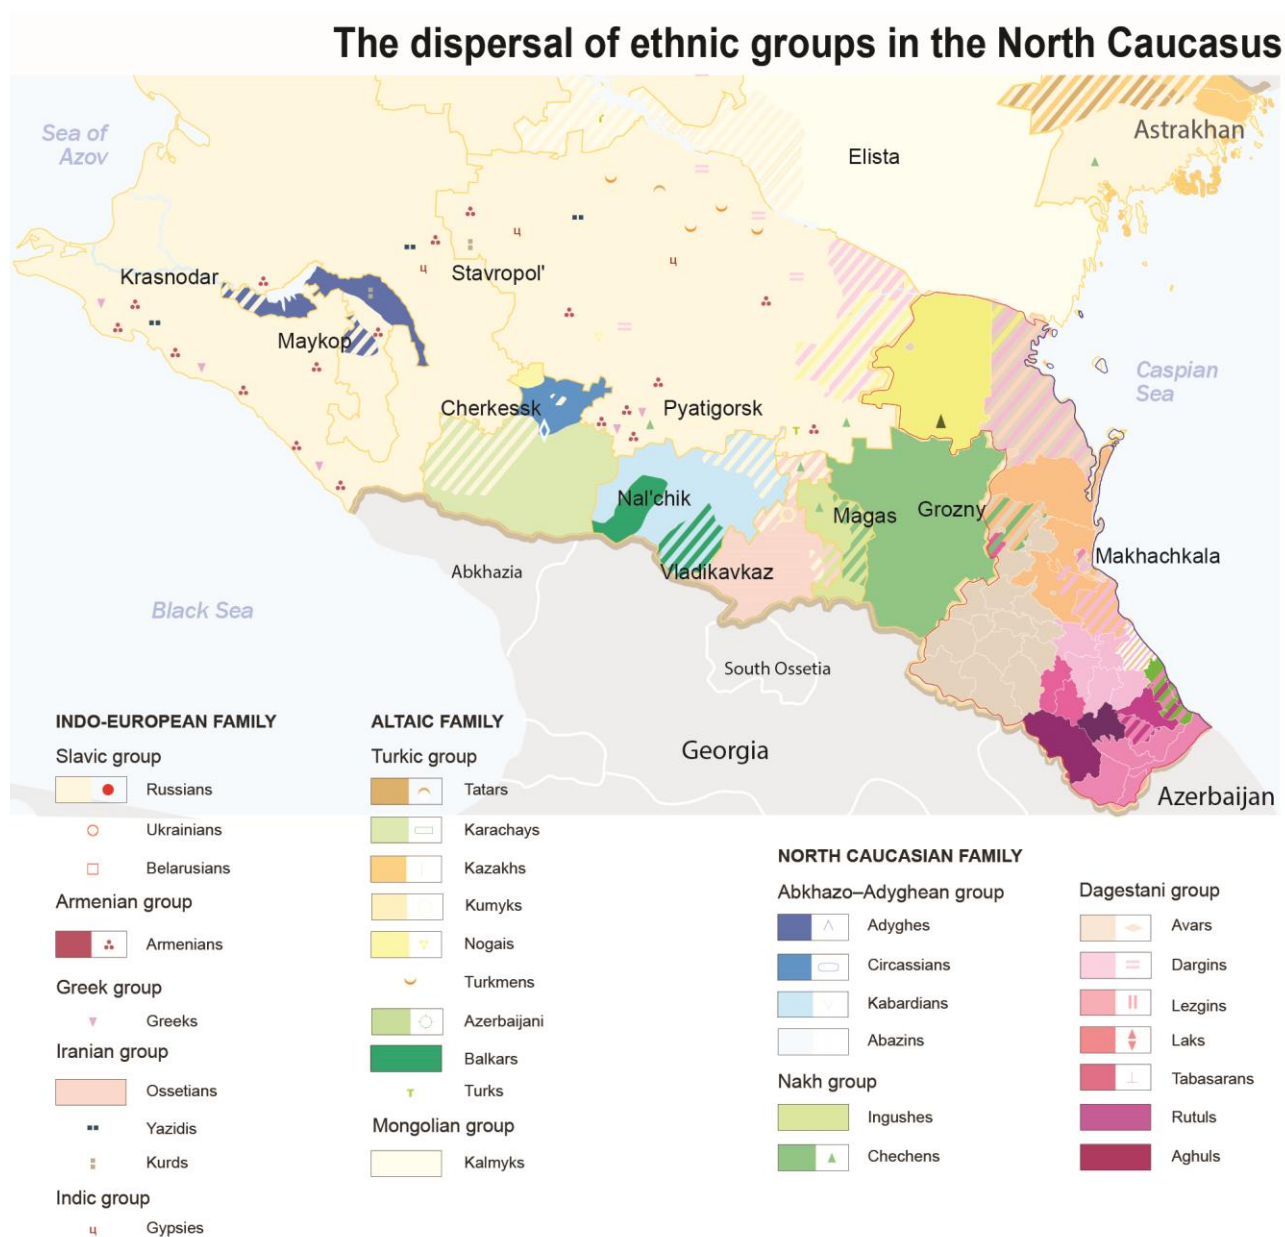 The dispersal of ethnic groups in the North Caucasus
Sea of
Azov
Astrakhan
Elista
Krasnodar
Stavropol'
Maykop
Caspian
Sea
Cherkessk
Pyatigorsk
Nal'chik
Magas
Grozny
Makhachkala
Abkhazia
Vladikavkaz
Black Sea
South Ossetia
Georgia
Azerbaijan
INDO-EUROPEAN FAMILY
Slavic group
Russians
Ukrainians
Belarusians
Armenian group
Armenians
Greek group
Greeks
Iranian group
Ossetians
Yazidis
Kurds
Indic group
Gypsies
ALTAIC FAMILY
Turkic group
Tatars
Karachays
Kazakhs
Kumyks
Nogais
Turkmens
Azerbaijani
Balkars
Turks
Mongolian group
Kalmyks
NORTH CAUCASIAN FAMILY
Abkhazo–Adyghean group
Adyghes
Circassians
Kabardians
Abazins
Nakh group
Ingushes
Chechens
Dagestani group
Avars
Dargins
Lezgins
Laks
Tabasarans
Rutuls
Aghuls